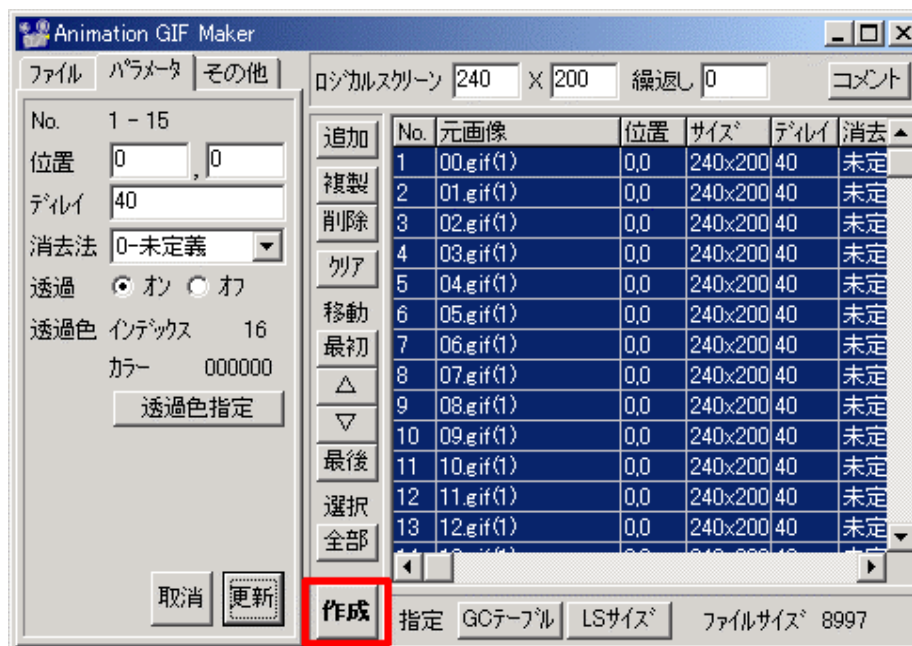 Animation GIF Maker
ファイル パラメータ その他
No. 1 - 15
位置 0 , 0
ディレイ 40
消去法 0-未定義
透過 オン オフ
透過色 インデックス 16
カラー 000000
透過色指定
取消 更新
ロジカルスクリーン 240 × 200 繰返し 0 コメント
追加
複製
削除
クリア
移動
最初
△
▽
最後
選択
全部
作成
No. 元画像 位置 サイズ ディレイ 消去
1 00.gif(1) 0,0 240x200 40 未定
2 01.gif(1) 0,0 240x200 40 未定
3 02.gif(1) 0,0 240x200 40 未定
4 03.gif(1) 0,0 240x200 40 未定
5 04.gif(1) 0,0 240x200 40 未定
6 05.gif(1) 0,0 240x200 40 未定
7 06.gif(1) 0,0 240x200 40 未定
8 07.gif(1) 0,0 240x200 40 未定
9 08.gif(1) 0,0 240x200 40 未定
10 09.gif(1) 0,0 240x200 40 未定
11 10.gif(1) 0,0 240x200 40 未定
12 11.gif(1) 0,0 240x200 40 未定
13 12.gif(1) 0,0 240x200 40 未定
指定 GCテーブル LSサイズ ファイルサイズ 8997